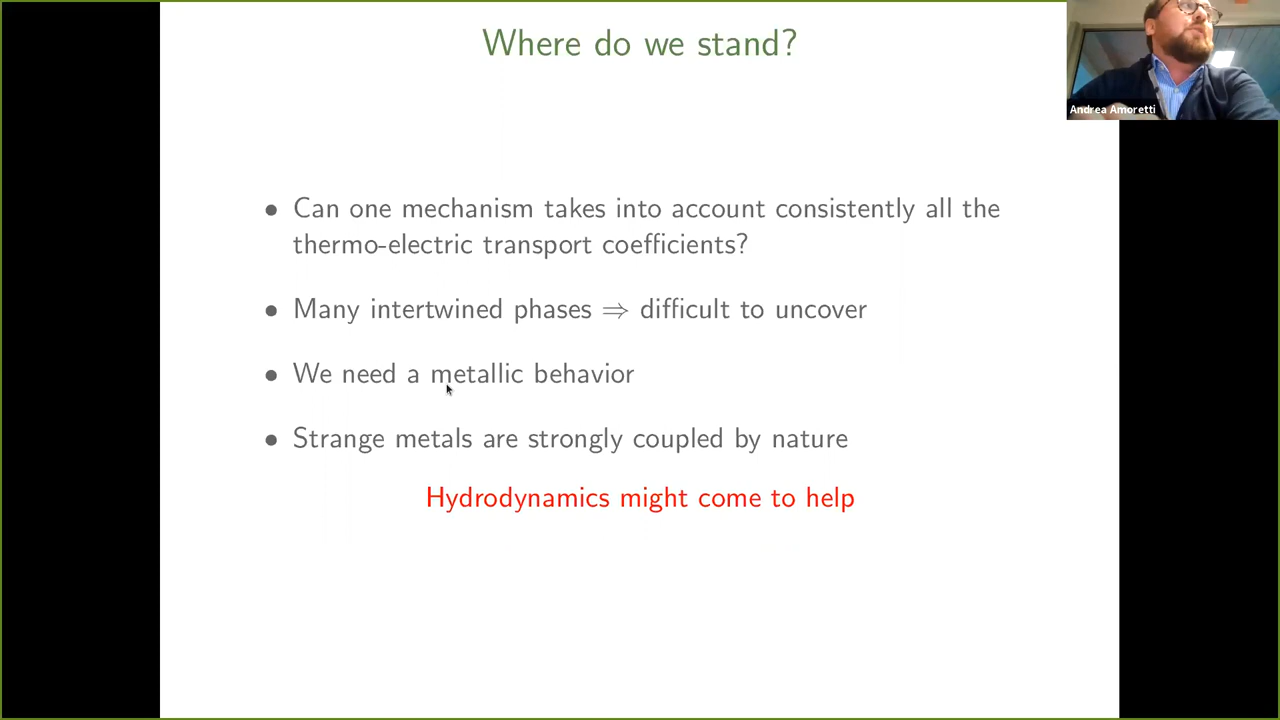 Where do we stand?
Andrea Amoretti
• Can one mechanism takes into account consistently all the
thermo-electric transport coefficients?
• Many intertwined phases ⇒ difficult to uncover
• We need a metallic behavior
• Strange metals are strongly coupled by nature
Hydrodynamics might come to help